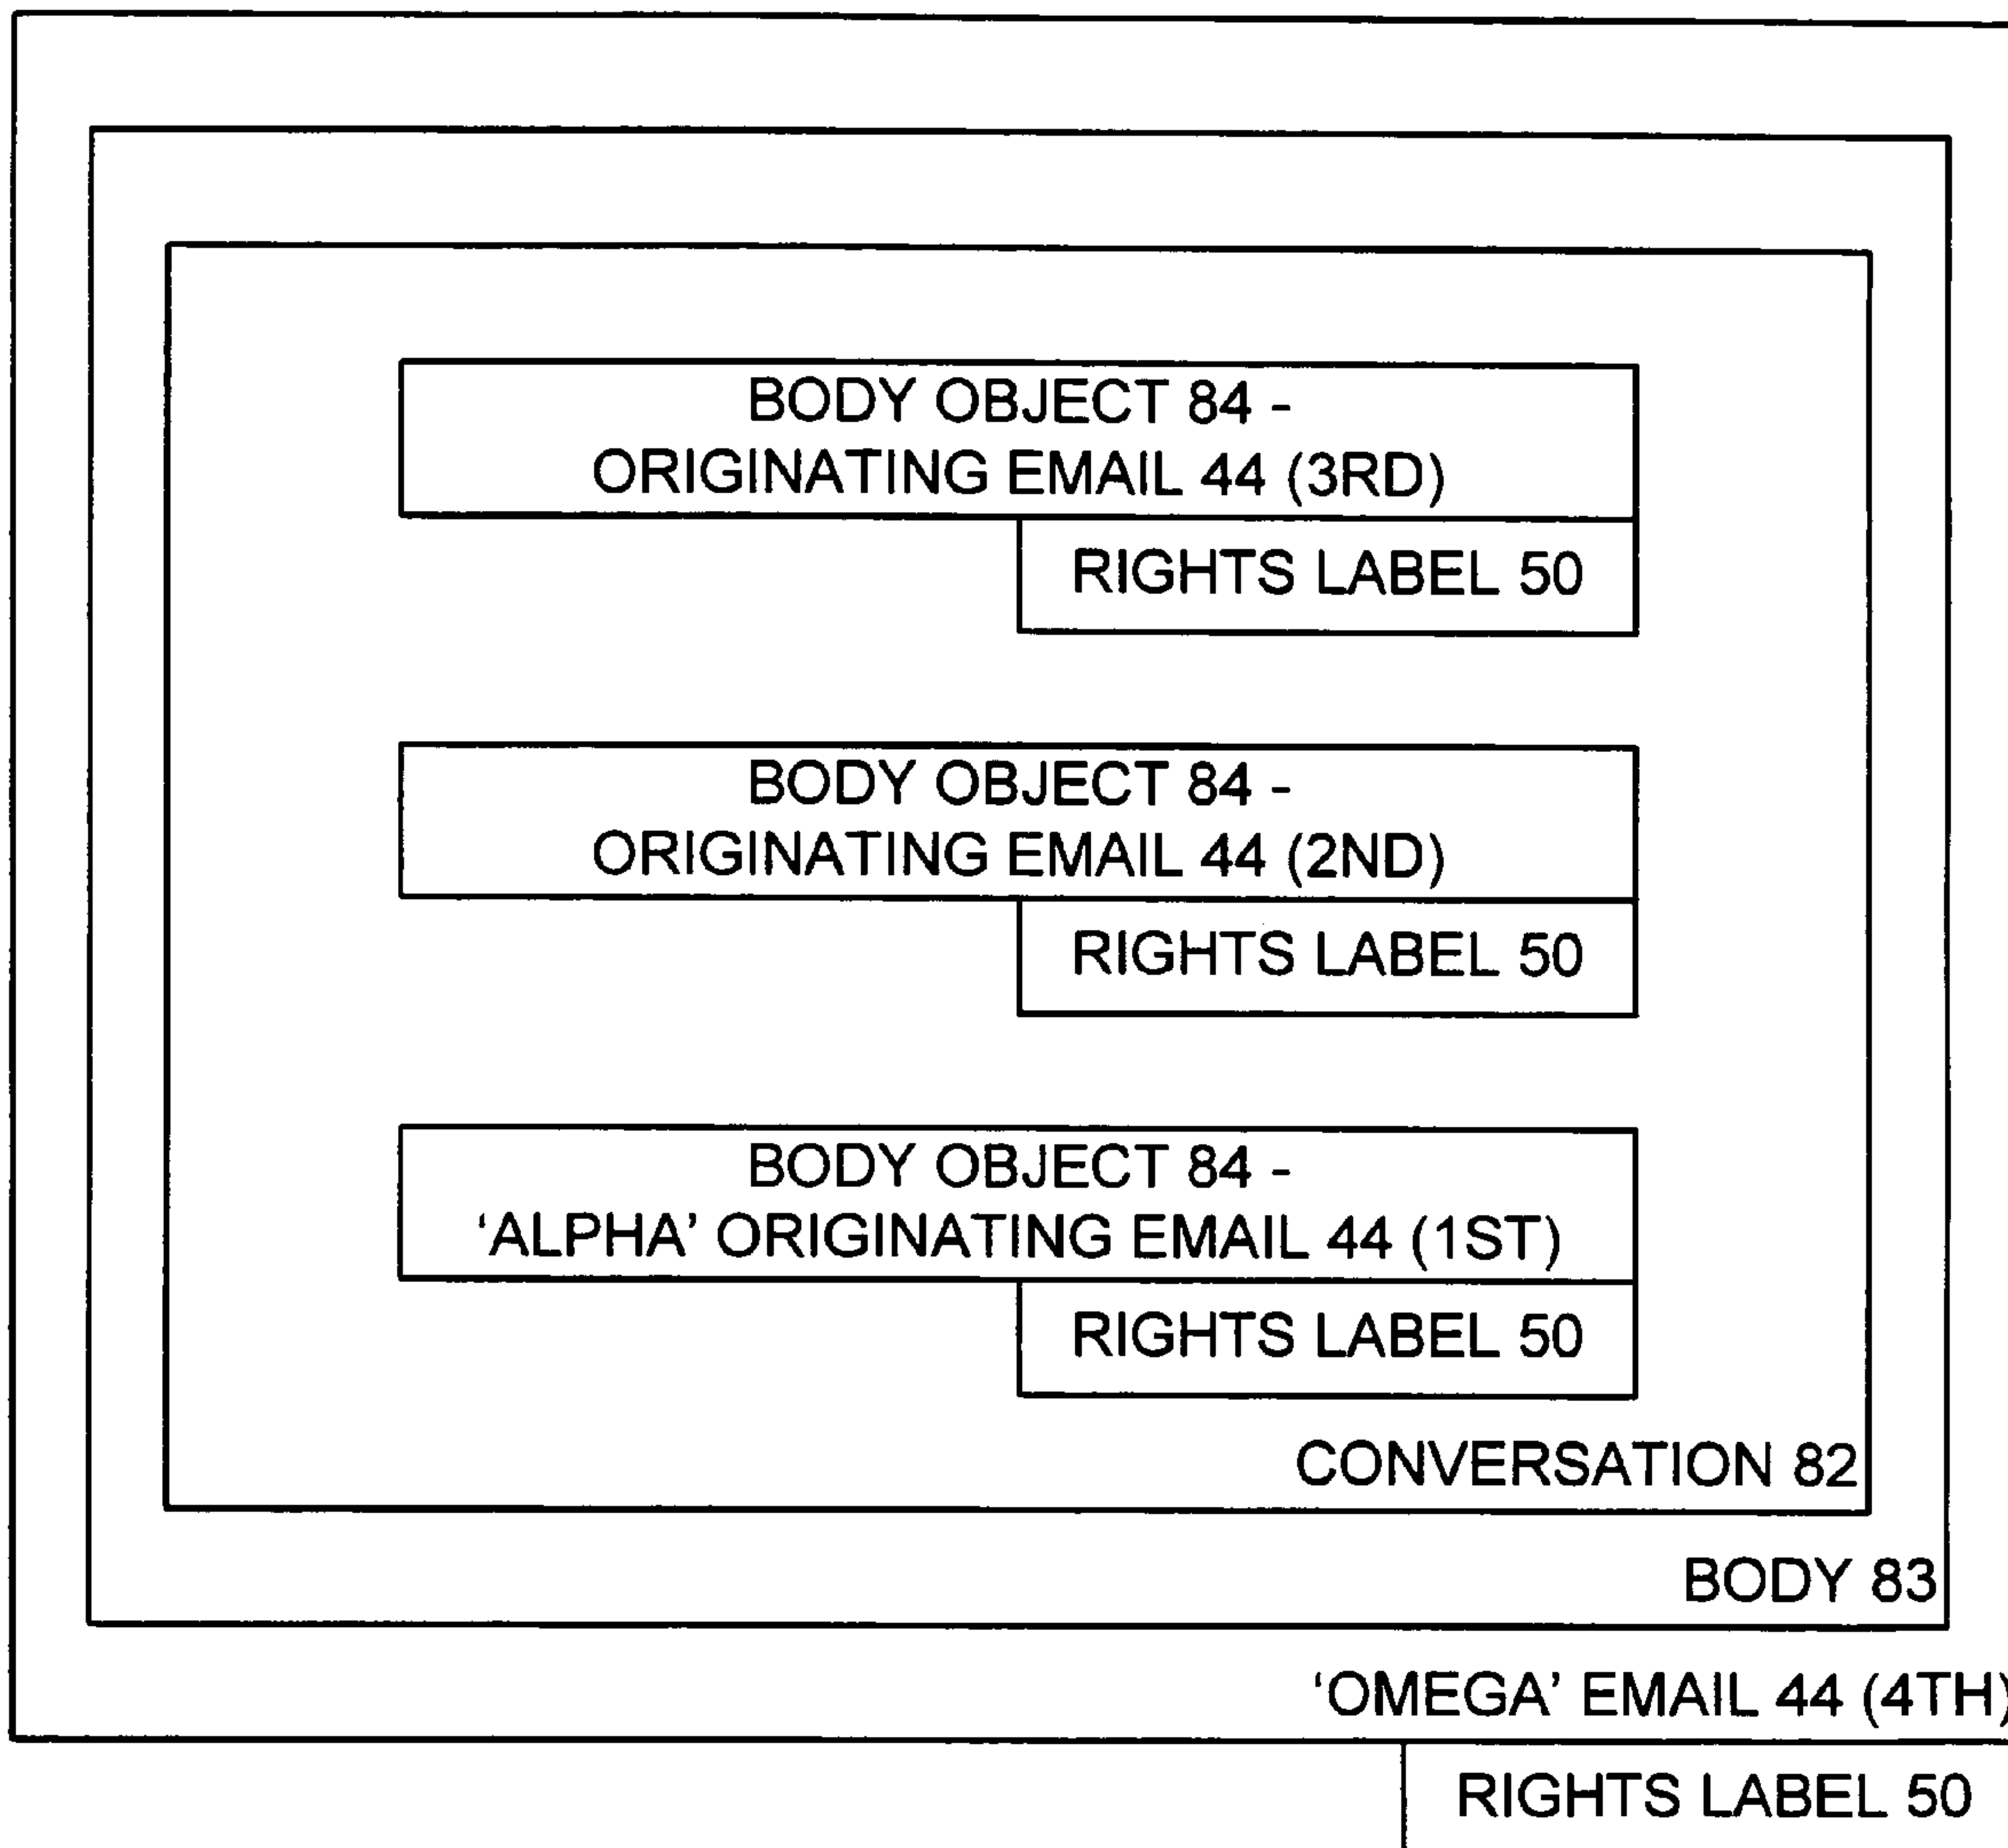 BODY OBJECT 84 -
ORIGINATING EMAIL 44 (3RD)
RIGHTS LABEL 50
BODY OBJECT 84 -
ORIGINATING EMAIL 44 (2ND)
RIGHTS LABEL 50
BODY OBJECT 84 -
‘ALPHA’ ORIGINATING EMAIL 44 (1ST)
RIGHTS LABEL 50
CONVERSATION 82
BODY 83
‘OMEGA’ EMAIL 44 (4TH)
RIGHTS LABEL 50